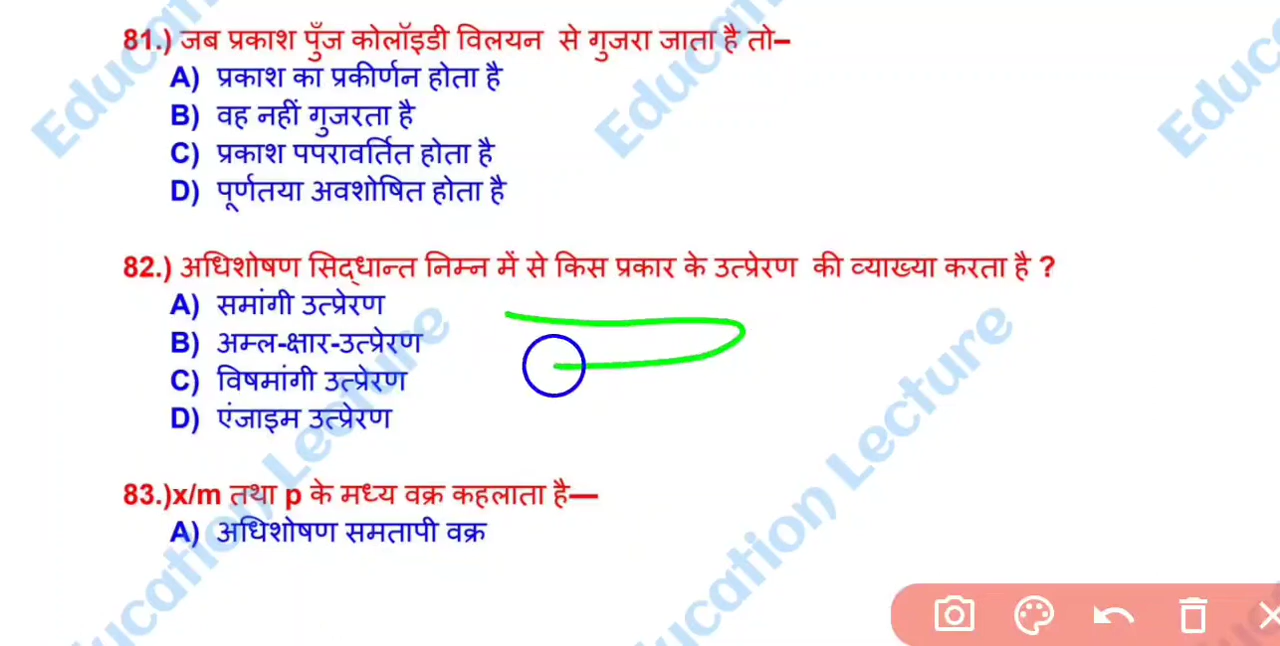 81.) जब प्रकाश पुँज कोलॉइडी विलयन से गुजरा जाता है तो–
A) प्रकाश का प्रकीर्णन होता है
B) वह नहीं गुजरता है
C) प्रकाश पपरावर्तित होता है
D) पूर्णतया अवशोषित होता है
82.) अधिशोषण सिद्धान्त निम्न में से किस प्रकार के उत्प्रेरण की व्याख्या करता है ?
A) समांगी उत्प्रेरण
B) अम्ल-क्षार-उत्प्रेरण
C) विषमांगी उत्प्रेरण
D) एंजाइम उत्प्रेरण
83.)x/m तथा p के मध्य वक्र कहलाता है—
A) अधिशोषण समतापी वक्र
Education Lecture